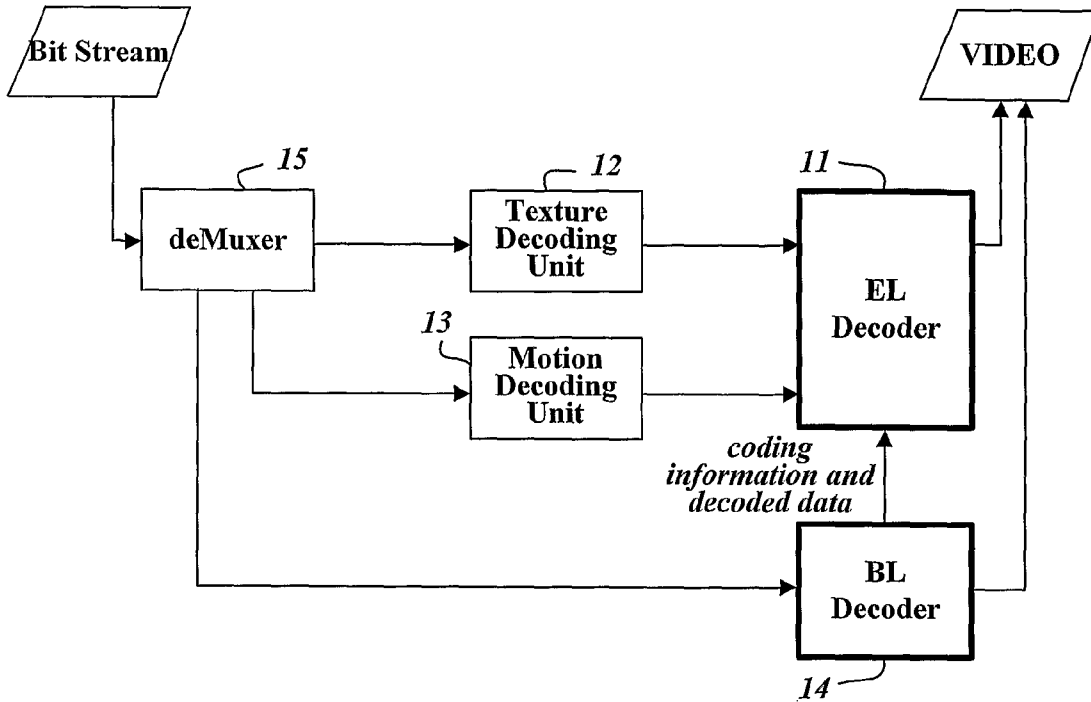 Bit Stream
VIDEO
15
deMuxer
12
Texture
Decoding
Unit
11
EL
Decoder
13
Motion
Decoding
Unit
coding
information and
decoded data
BL
Decoder
14